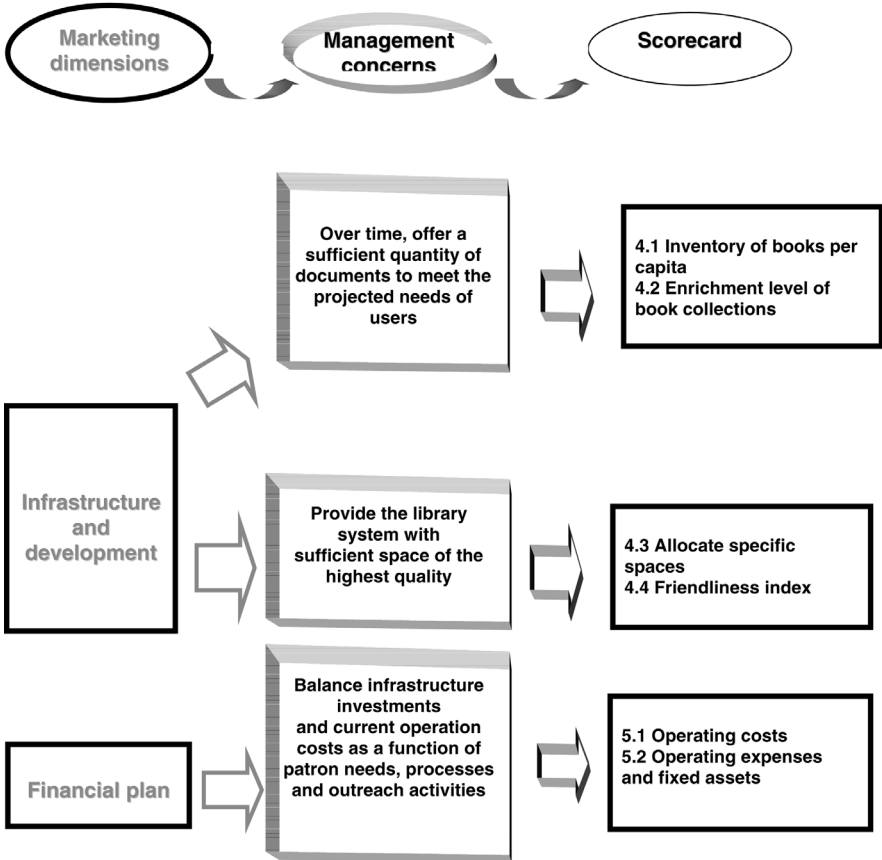 Marketing
dimensions
Management
concerns
Scorecard
Over time, offer a
sufficient quantity of
documents to meet the
projected needs of
users
4.1 Inventory of books per
capita
4.2 Enrichment level of
book collections
Infrastructure
and
development
Provide the library
system with
sufficient space of the
highest quality
4.3 Allocate specific
spaces
4.4 Friendliness index
Financial plan
Balance infrastructure
investments
and current operation
costs as a function of
patron needs, processes
and outreach activities
5.1 Operating costs
5.2 Operating expenses
and fixed assets